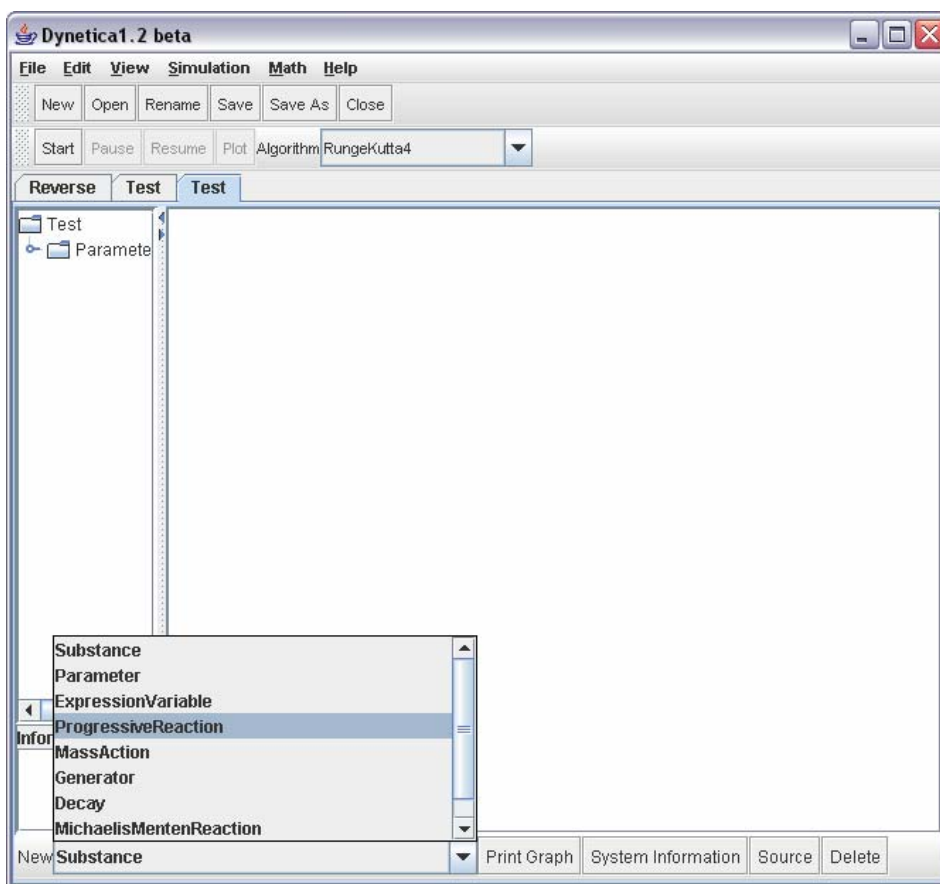 Dynetica1.2 beta
File Edit View Simulation Math Help
New Open Rename Save Save As Close
Start Pause Resume Plot Algorithm RungeKutta4
Reverse Test Test
Test
Paramete
Substance
Parameter
ExpressionVariable
ProgressiveReaction
Infor
MassAction
Generator
Decay
MichaelisMentenReaction
New Substance Print Graph System Information Source Delete